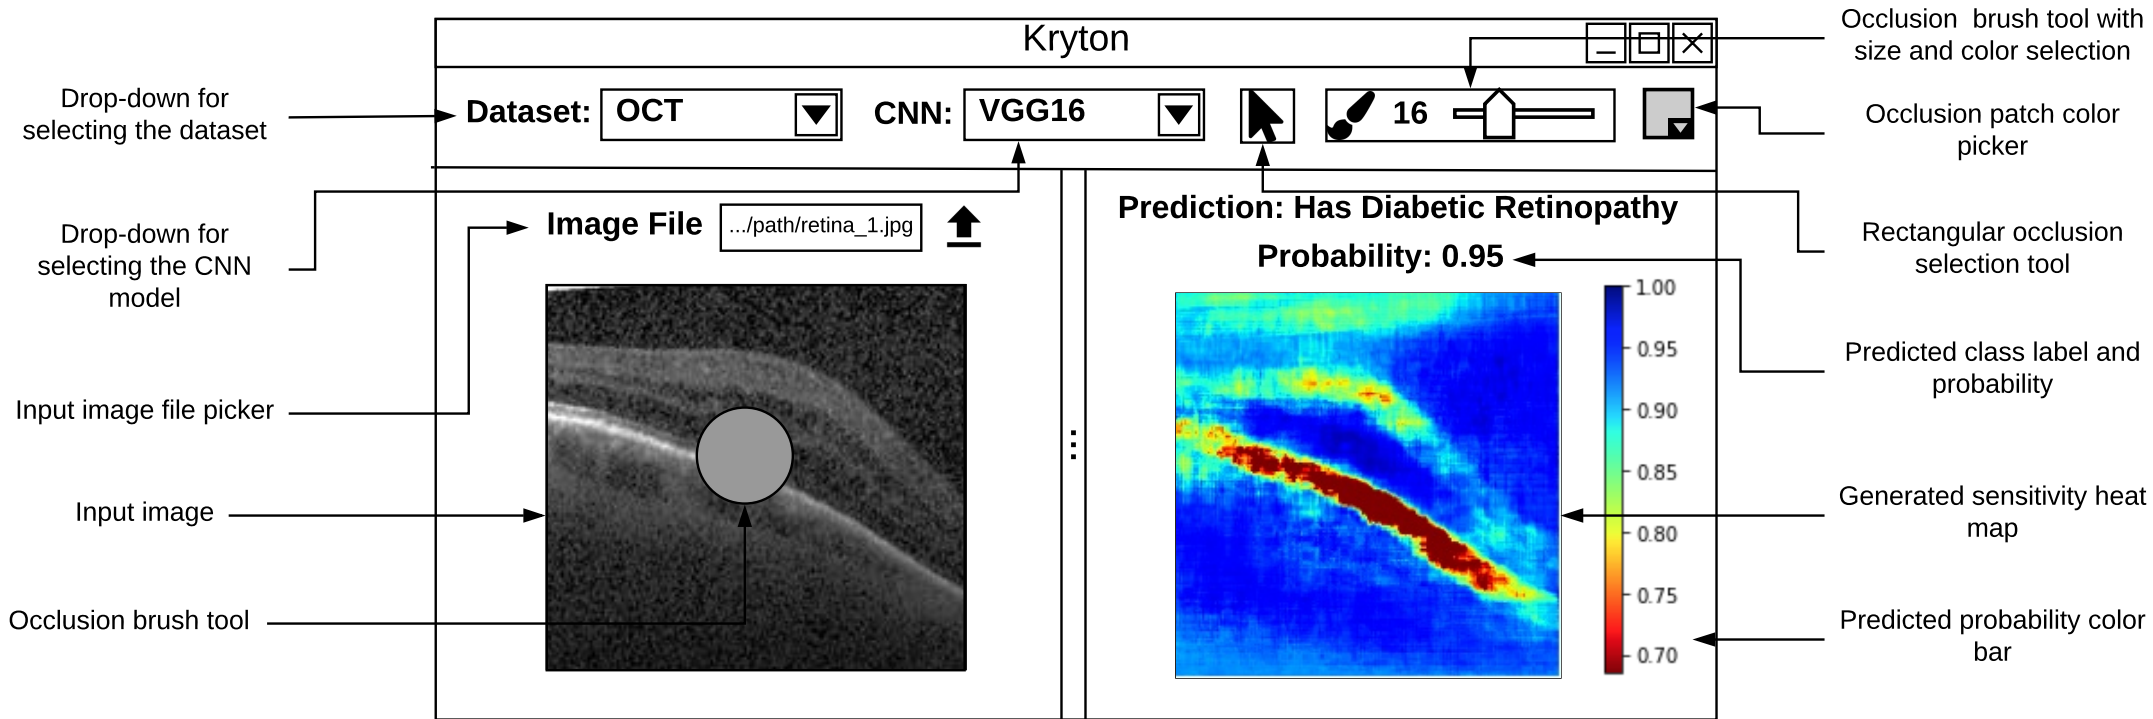 Kryton
Dataset: OCT CNN: VGG16 16
Image File .../path/retina_1.jpg
Prediction: Has Diabetic Retinopathy
Probability: 0.95
1.00
0.95
0.90
0.85
0.80
0.75
0.70
Drop-down for
selecting the dataset
Drop-down for
selecting the CNN
model
Input image file picker
Input image
Occlusion brush tool
Occlusion  brush tool with
size and color selection
Occlusion patch color
picker
Rectangular occlusion
selection tool
Predicted class label and
probability
Generated sensitivity heat
map
Predicted probability color
bar